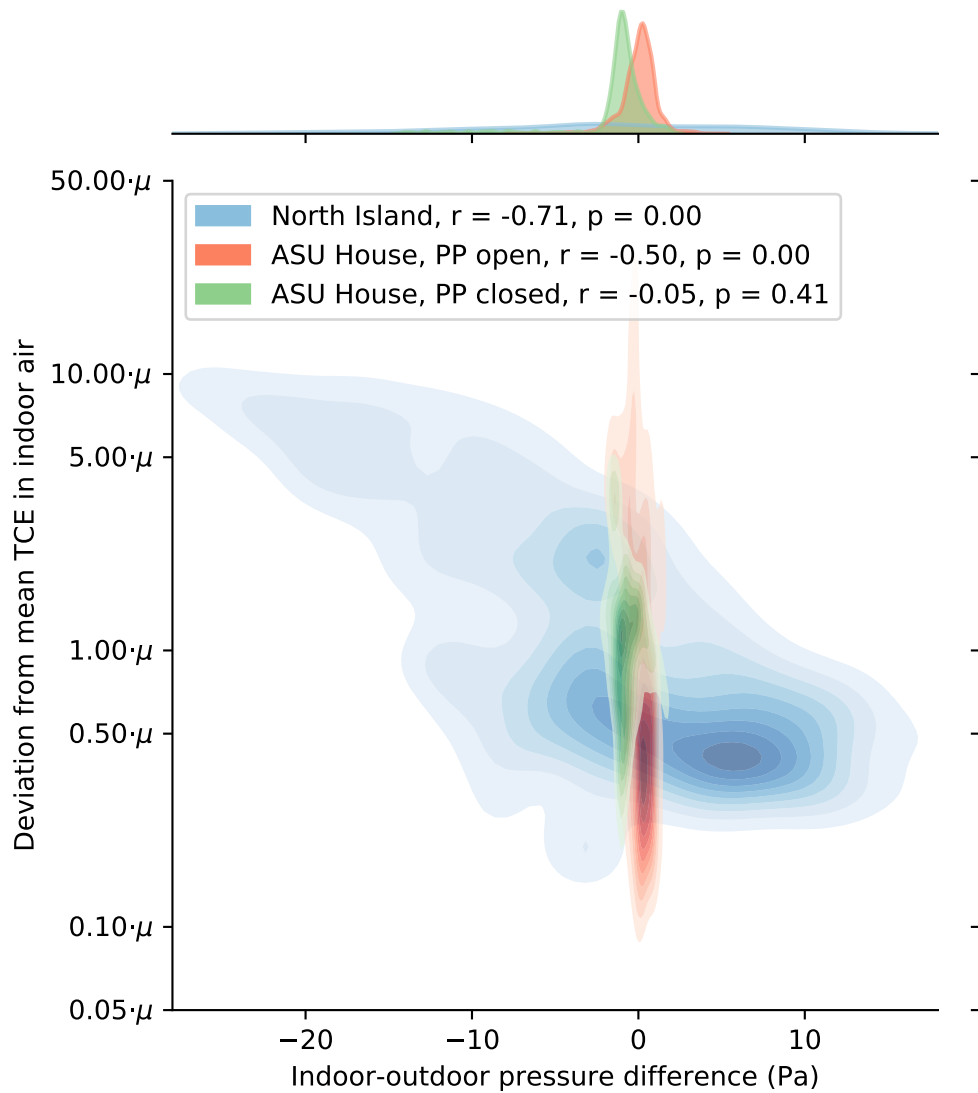 50.00·μ
North Island, r = -0.71, p = 0.00
ASU House, PP open, r = -0.50, p = 0.00
ASU House, PP closed, r = -0.05, p = 0.41
10.00·μ
5.00·μ
1.00·μ
0.50·μ
0.10·μ
0.05·μ
Deviation from mean TCE in indoor air
−20 −10 0 10
Indoor-outdoor pressure difference (Pa)